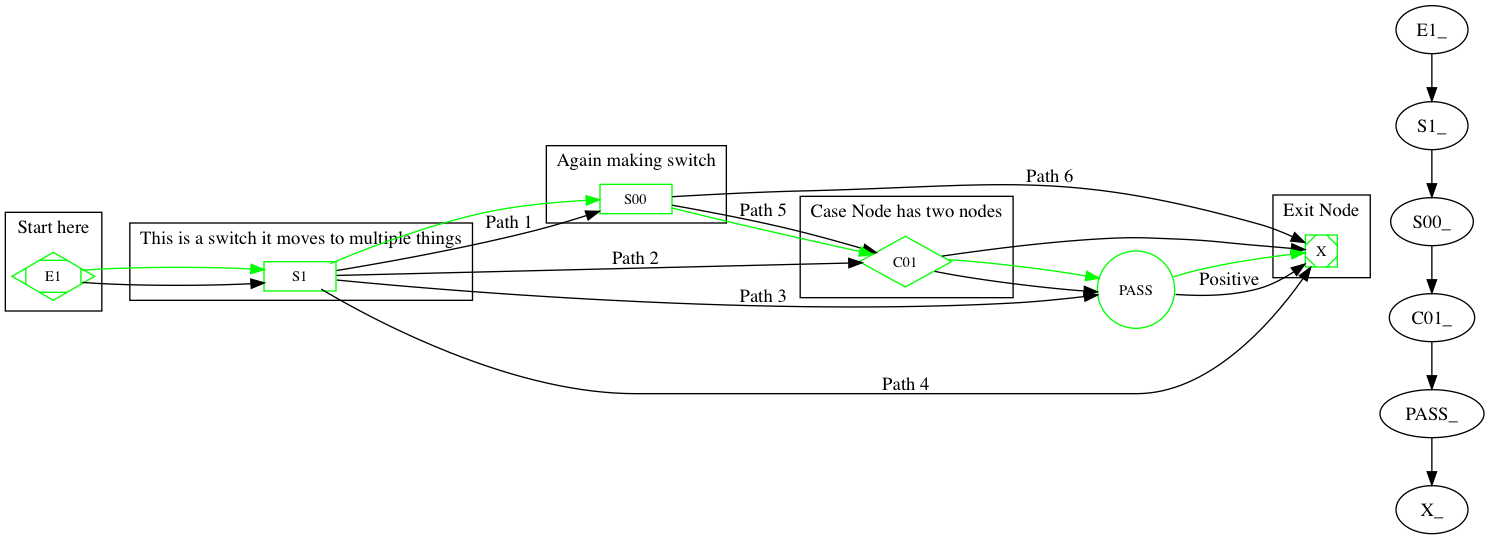 Start here
E1
This is a switch it moves to multiple things
S1
Again making switch
S00
Path 1
Path 2
Path 3
Path 4
Path 5
Path 6
Case Node has two nodes
C01
PASS
Positive
Exit Node
X
E1_
S1_
S00_
C01_
PASS_
X_